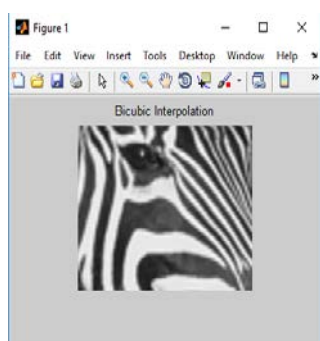 Figure 1
File Edit View Insert Tools Desktop Window Help
Bicubic Interpolation